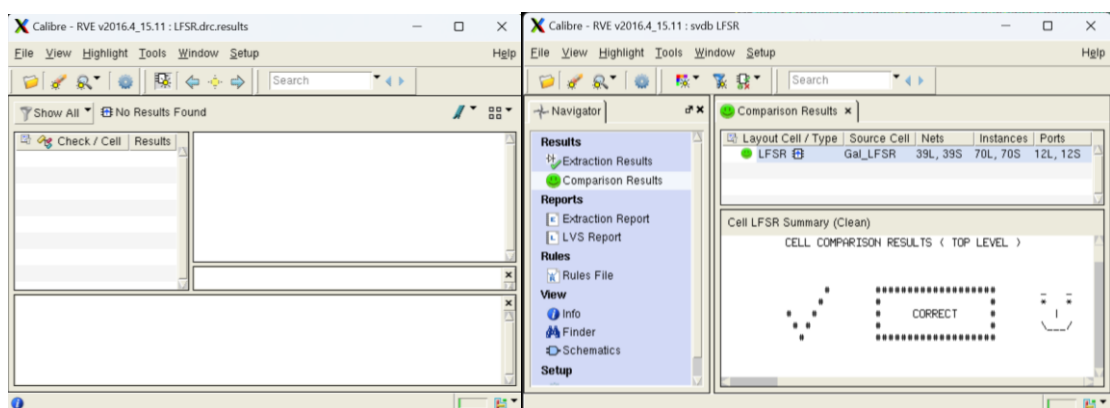 Calibre - RVE v2016.4_15.11 : LFSR.drc.results
File View Highlight Tools Window Setup Help
Search
Show All No Results Found
Check / Cell Results
Calibre - RVE v2016.4_15.11 : svdb LFSR
File View Highlight Tools Window Setup Help
Search
Navigator
Results
Extraction Results
Comparison Results
Reports
Extraction Report
LVS Report
Rules
Rules File
View
Info
Finder
Schematics
Setup
Comparison Results
Layout Cell / Type Source Cell Nets Instances Ports
LFSR Gal_LFSR 39L, 39S 70L, 70S 12L, 12S
Cell LFSR Summary (Clean)
CELL COMPARISON RESULTS ( TOP LEVEL )
CORRECT